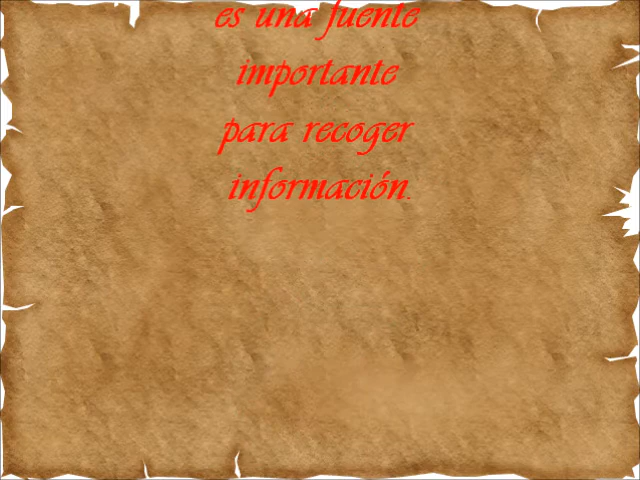 es una fuente
importante
para recoger
información.